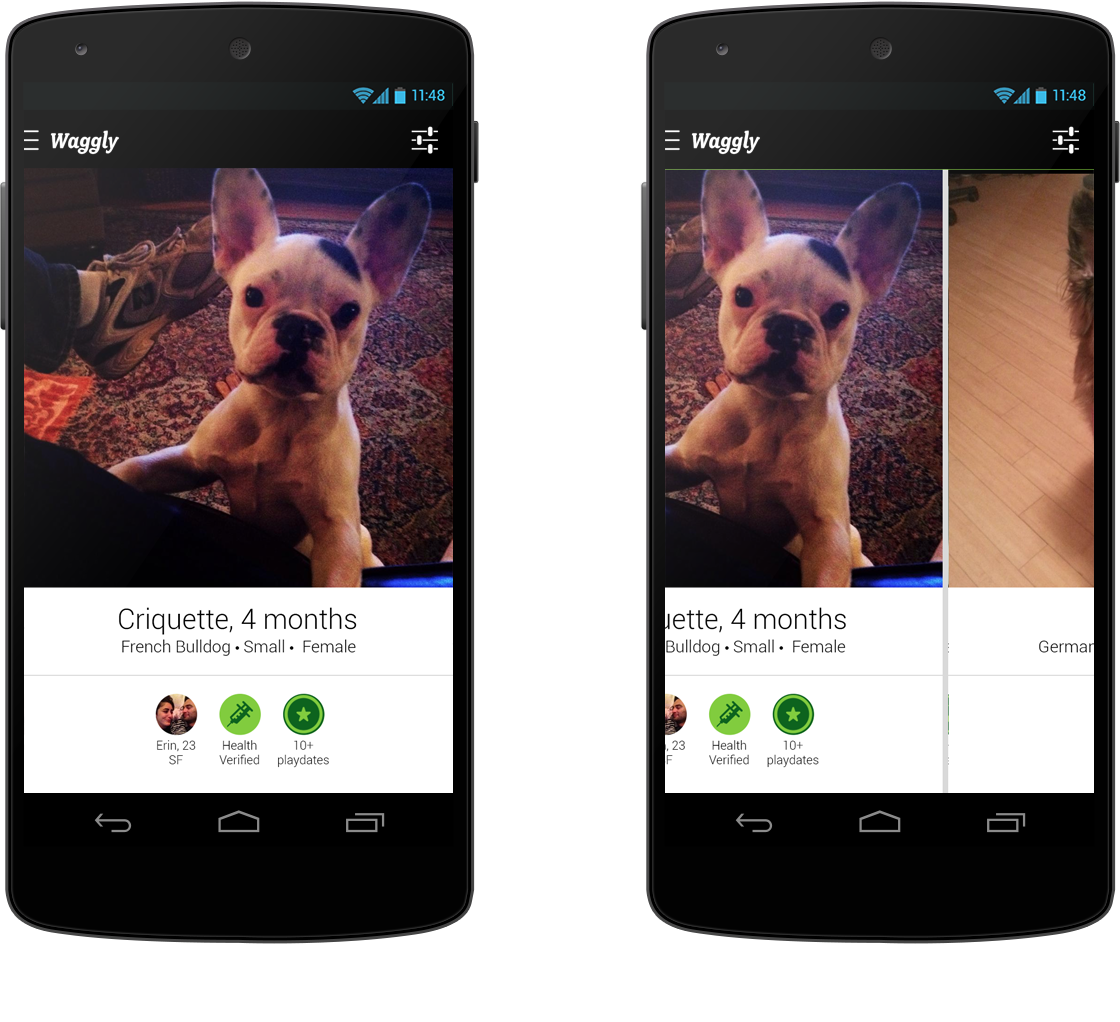 11:48
Waggly
Criquette, 4 months
French Bulldog • Small • Female
Erin, 23
SF
Health
Verified
10+
playdates
11:48
Waggly
uette, 4 months
Bulldog • Small • Female
Germar
, 23
F
Health
Verified
10+
playdates